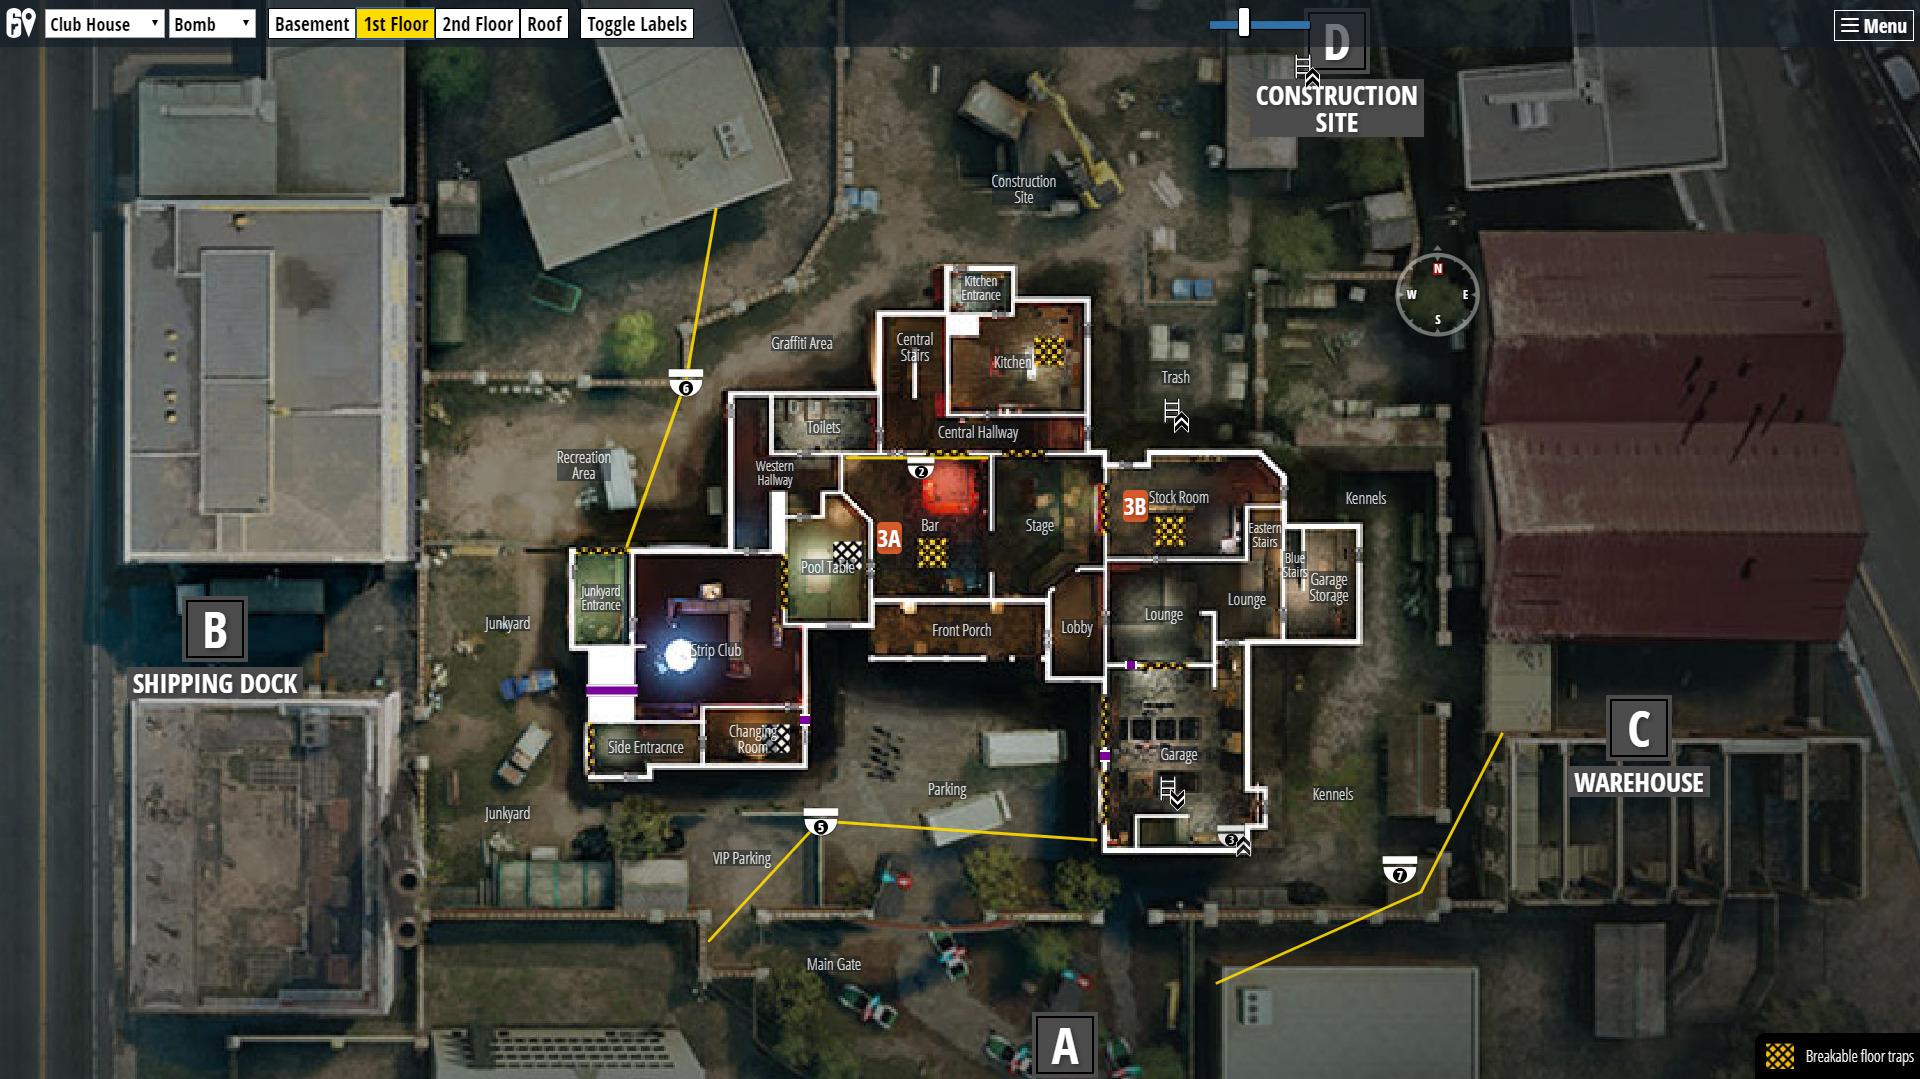 Club House
Bomb
Basement
1st Floor
2nd Floor
Roof
Toggle Labels
Menu
D
CONSTRUCTION
SITE
Construction
Site
N
W
E
S
Kitchen
Entrance
Graffiti Area
Central
Stairs
Kitchen
Trash
6
Toilets
Central Hallway
Recreation
Area
Western
Hallway
2
3B
Stock Room
Kennels
3A
Bar
Stage
Eastern
Stairs
Pool Table
Blue
Stairs
Garage
Storage
Junkyard
Entrance
Lounge
Lounge
B
SHIPPING DOCK
Junkyard
Front Porch
Lobby
Strip Club
C
WAREHOUSE
Changing
Room
Side Entracnce
Garage
Parking
Kennels
Junkyard
5
3
VIP Parking
7
Main Gate
A
Breakable floor traps